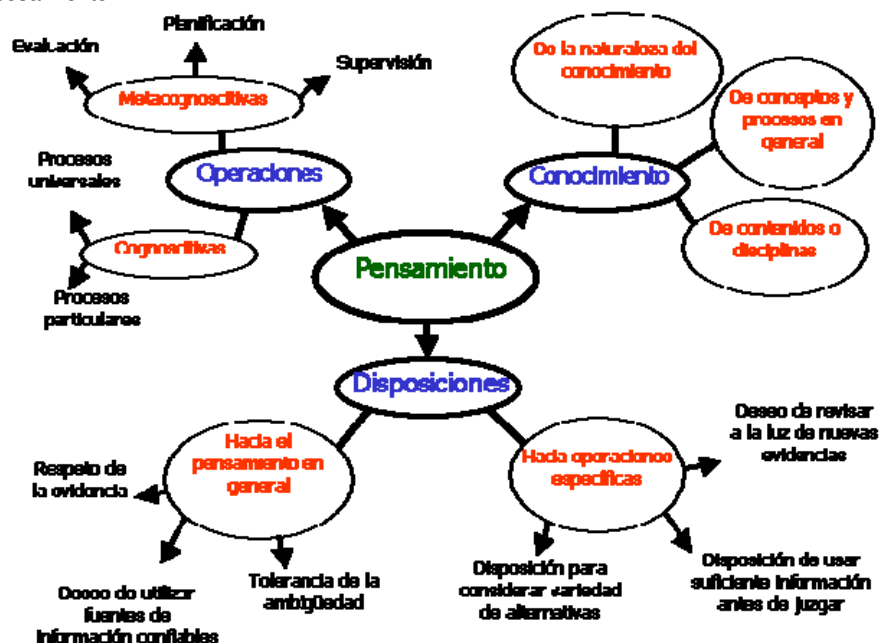 Planificación
Evaluación
Supervisión
Metacognoscitivas
Procesos
universales
Operaciones
Cognoscitivas
Procesos
particulares
De la naturaleza del
conocimiento
De conceptos y
procesos en
general
Conocimiento
De contenidos o
disciplinas
Pensamiento
Disposiciones
Hacia el
pensamiento en
general
Respeto de
la evidencia
Deseo de utilizar
fuentes de
información confiables
Tolerancia de la
ambigüedad
Hacia operaciones
específicas
Deseo de revisar
a la luz de nuevas
evidencias
Disposición para
considerar variedad
de alternativas
Disposición de usar
suficiente información
antes de juzgar